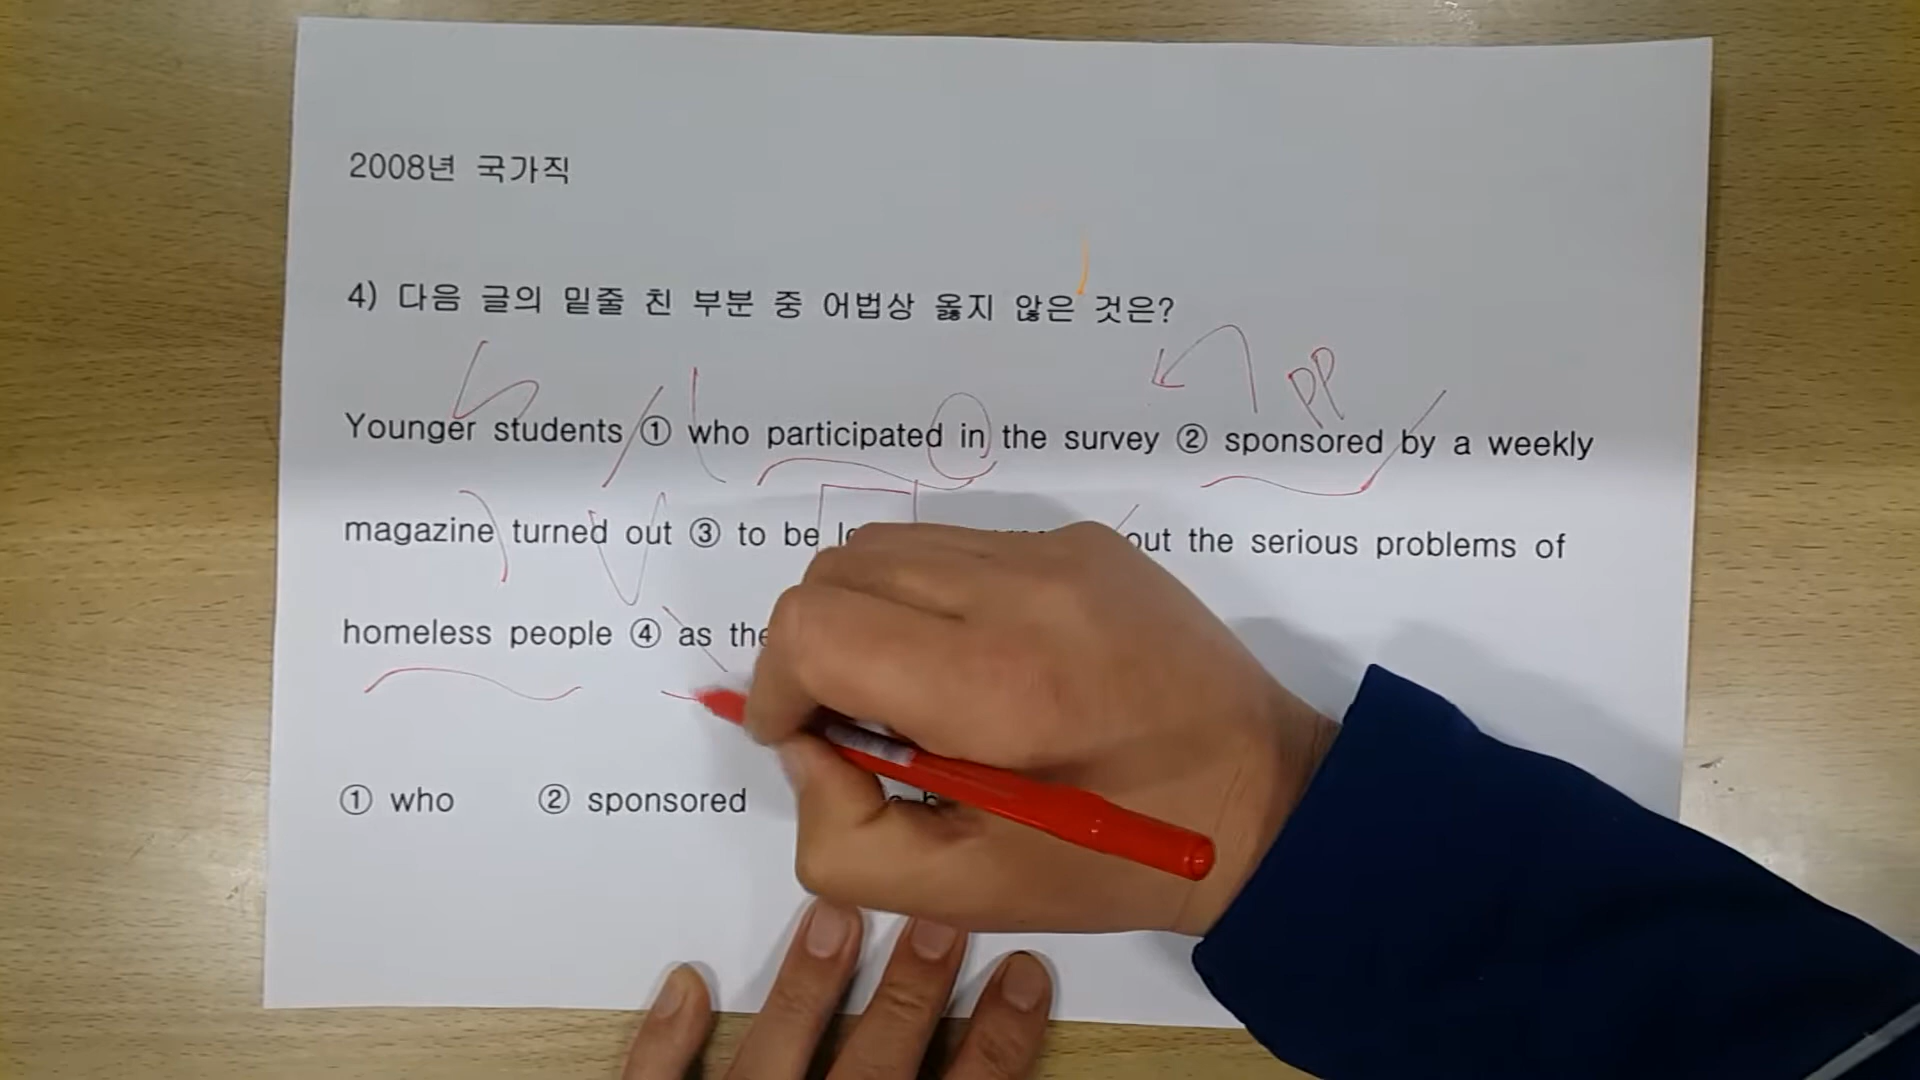 2008년 국가직
4) 다음 글의 밑줄 친 부분 중 어법상 옳지 않은 것은?
PP
Younger students ① who participated in the survey ② sponsored by a weekly
magazine turned out ③ to be the serious problems of
homeless people ④ as the
① who ② sponsored